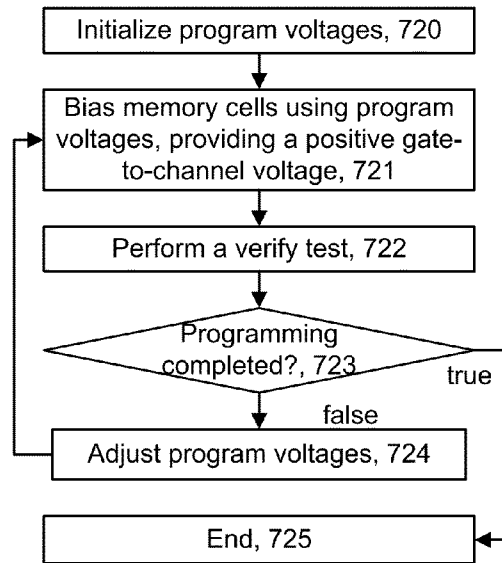 Initialize program voltages, 720
Bias memory cells using program
voltages, providing a positive gate-
to-channel voltage, 721
Perform a verify test, 722
Programming
completed?, 723
true
false
Adjust program voltages, 724
End, 725